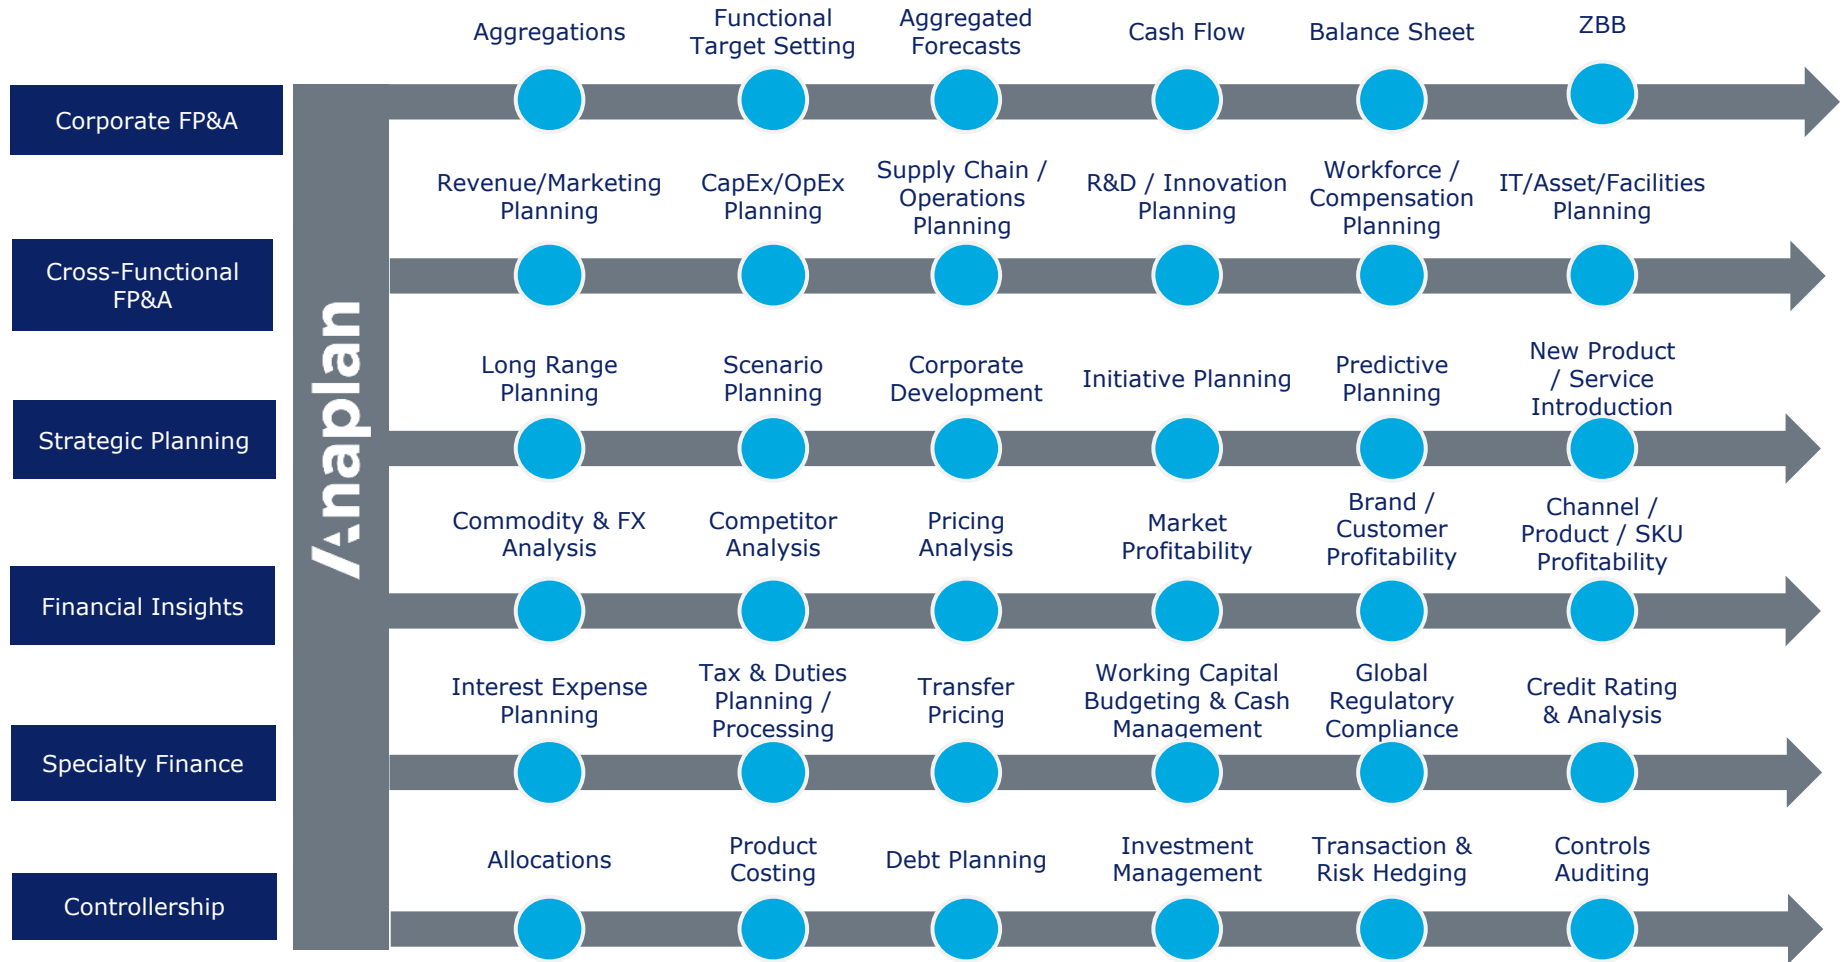 Corporate FP&A
Aggregations
Functional
Target Setting
Aggregated
Forecasts
Cash Flow
Balance Sheet
ZBB
Cross-Functional
FP&A
Revenue/Marketing
Planning
CapEx/OpEx
Planning
Supply Chain /
Operations
Planning
R&D / Innovation
Planning
Workforce /
Compensation
Planning
IT/Asset/Facilities
Planning
Anaplan
Strategic Planning
Long Range
Planning
Scenario
Planning
Corporate
Development
Initiative Planning
Predictive
Planning
New Product
/ Service
Introduction
Financial Insights
Commodity & FX
Analysis
Competitor
Analysis
Pricing
Analysis
Market
Profitability
Brand /
Customer
Profitability
Channel /
Product / SKU
Profitability
Specialty Finance
Interest Expense
Planning
Tax & Duties
Planning /
Processing
Transfer
Pricing
Working Capital
Budgeting & Cash
Management
Global
Regulatory
Compliance
Credit Rating
& Analysis
Controllership
Allocations
Product
Costing
Debt Planning
Investment
Management
Transaction &
Risk Hedging
Controls
Auditing